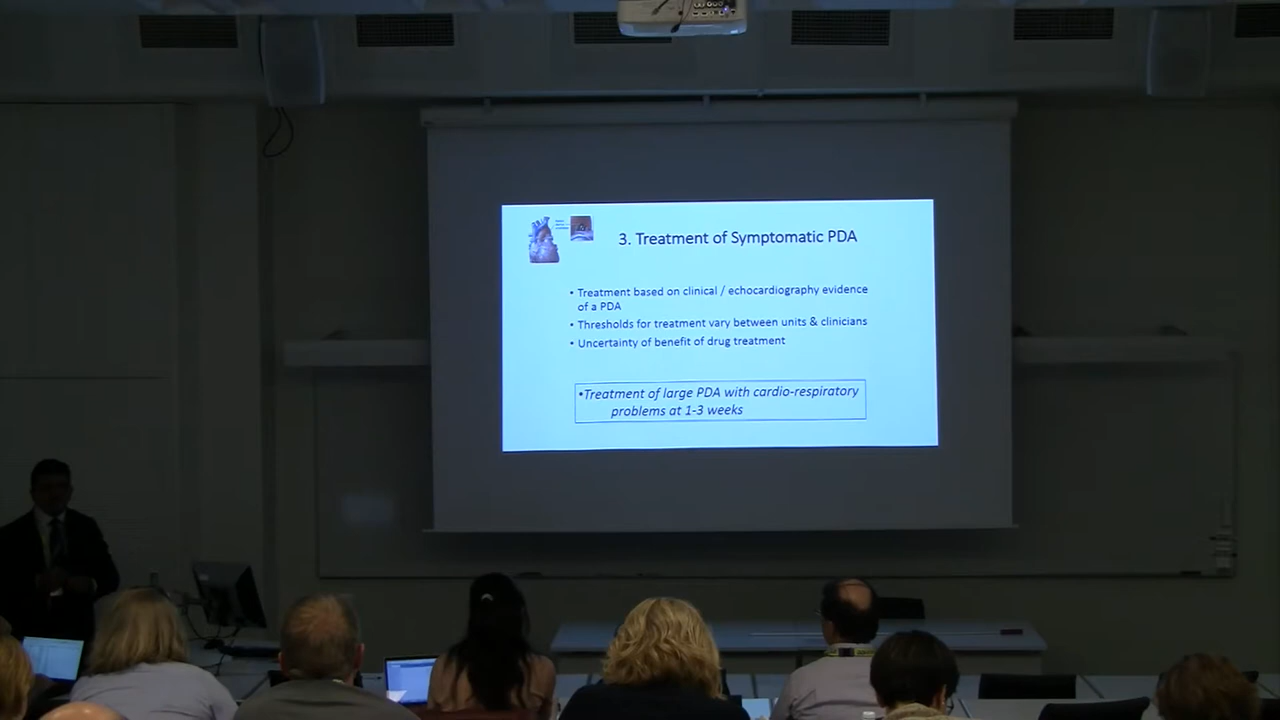 3. Treatment of Symptomatic PDA
• Treatment based on clinical / echocardiography evidence
of a PDA
• Thresholds for treatment vary between units & clinicians
• Uncertainty of benefit of drug treatment
•Treatment of large PDA with cardio-respiratory
problems at 1-3 weeks